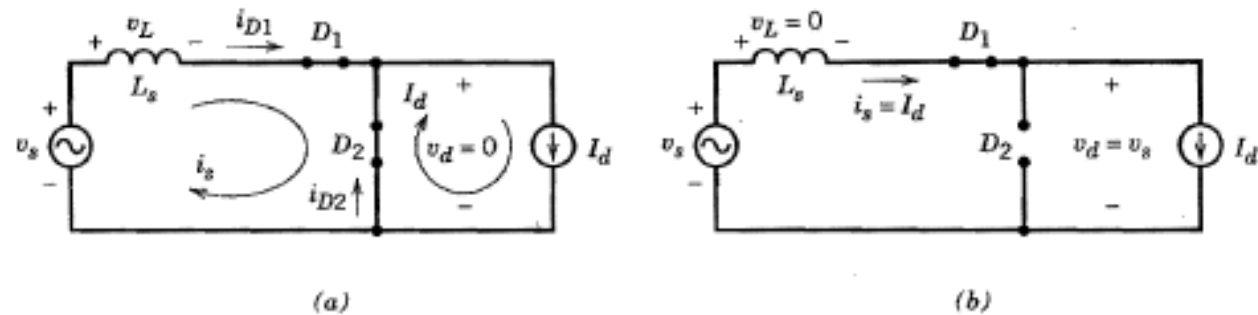 v_L
+ −
i_D1
D_1
L_s
+
v_s
−
i_s
I_d
D_2
i_D2
+
v_d = 0
−
I_d
(a)
v_L = 0
+ −
D_1
L_s
i_s = I_d
+
v_s
−
D_2
+
v_d = v_s
−
I_d
(b)